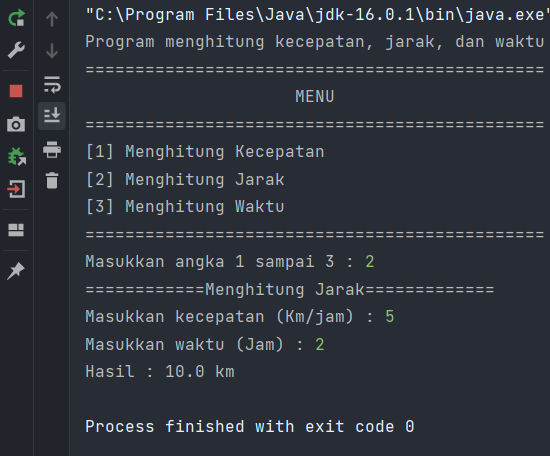 "C:\Program Files\Java\jdk-16.0.1\bin\java.exe"
Program menghitung kecepatan, jarak, dan waktu
==============================================
MENU
==============================================
[1] Menghitung Kecepatan
[2] Menghitung Jarak
[3] Menghitung Waktu
==============================================
Masukkan angka 1 sampai 3 : 2
============Menghitung Jarak=============
Masukkan kecepatan (Km/jam) : 5
Masukkan waktu (Jam) : 2
Hasil : 10.0 km
Process finished with exit code 0